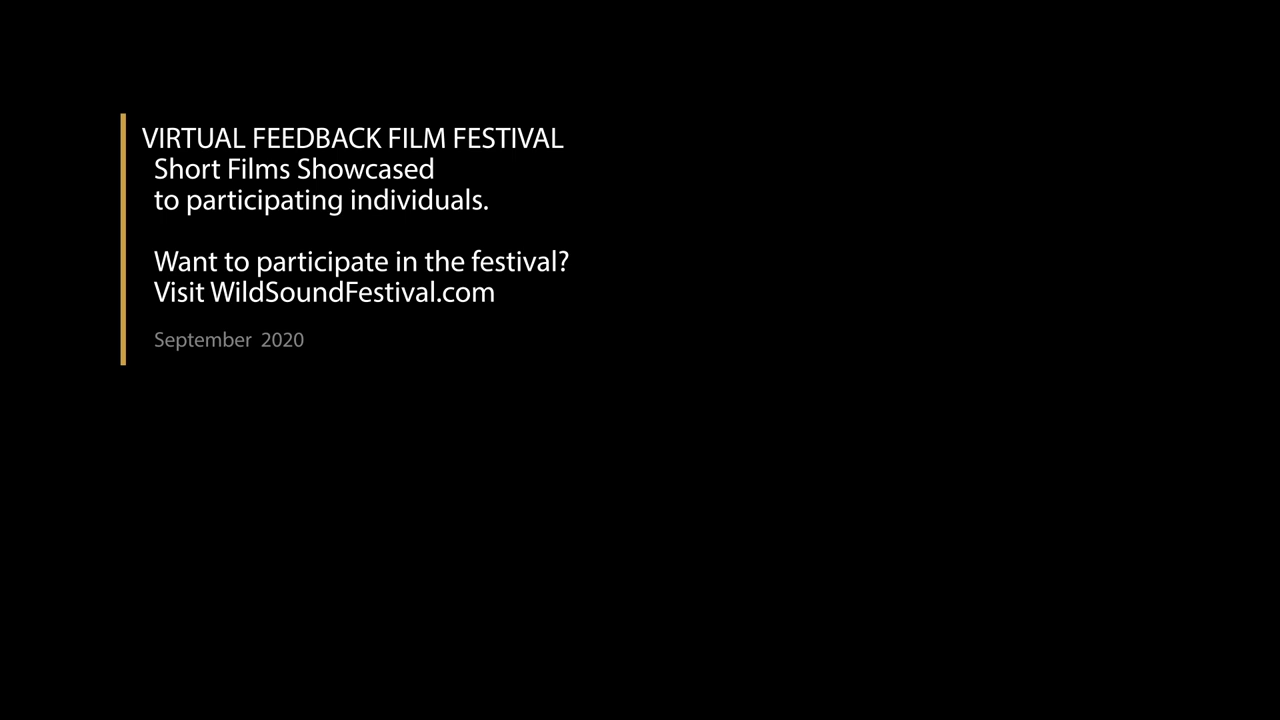 VIRTUAL FEEDBACK FILM FESTIVAL
Short Films Showcased
to participating individuals.
Want to participate in the festival?
Visit WildSoundFestival.com
September 2020